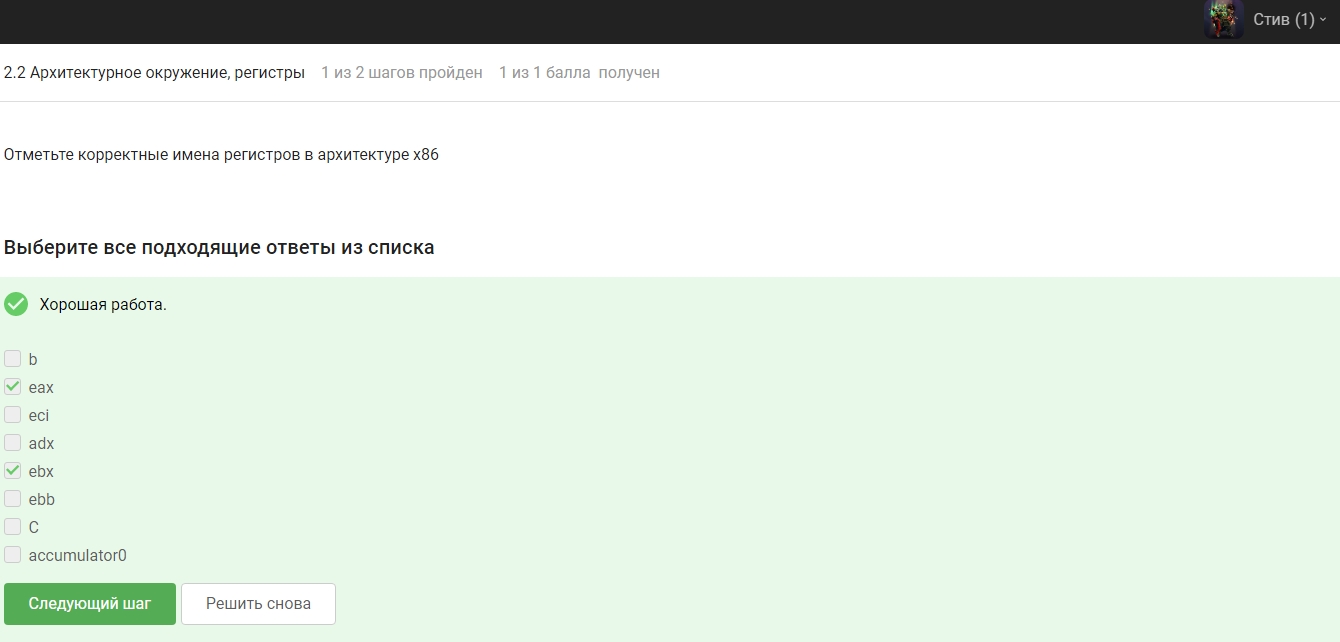 Стив (1)
2.2 Архитектурное окружение, регистры 1 из 2 шагов пройден 1 из 1 балла получен
Отметьте корректные имена регистров в архитектуре x86
Выберите все подходящие ответы из списка
Хорошая работа.
b
eax
eci
adx
ebx
ebb
C
accumulator0
Следующий шаг Решить снова